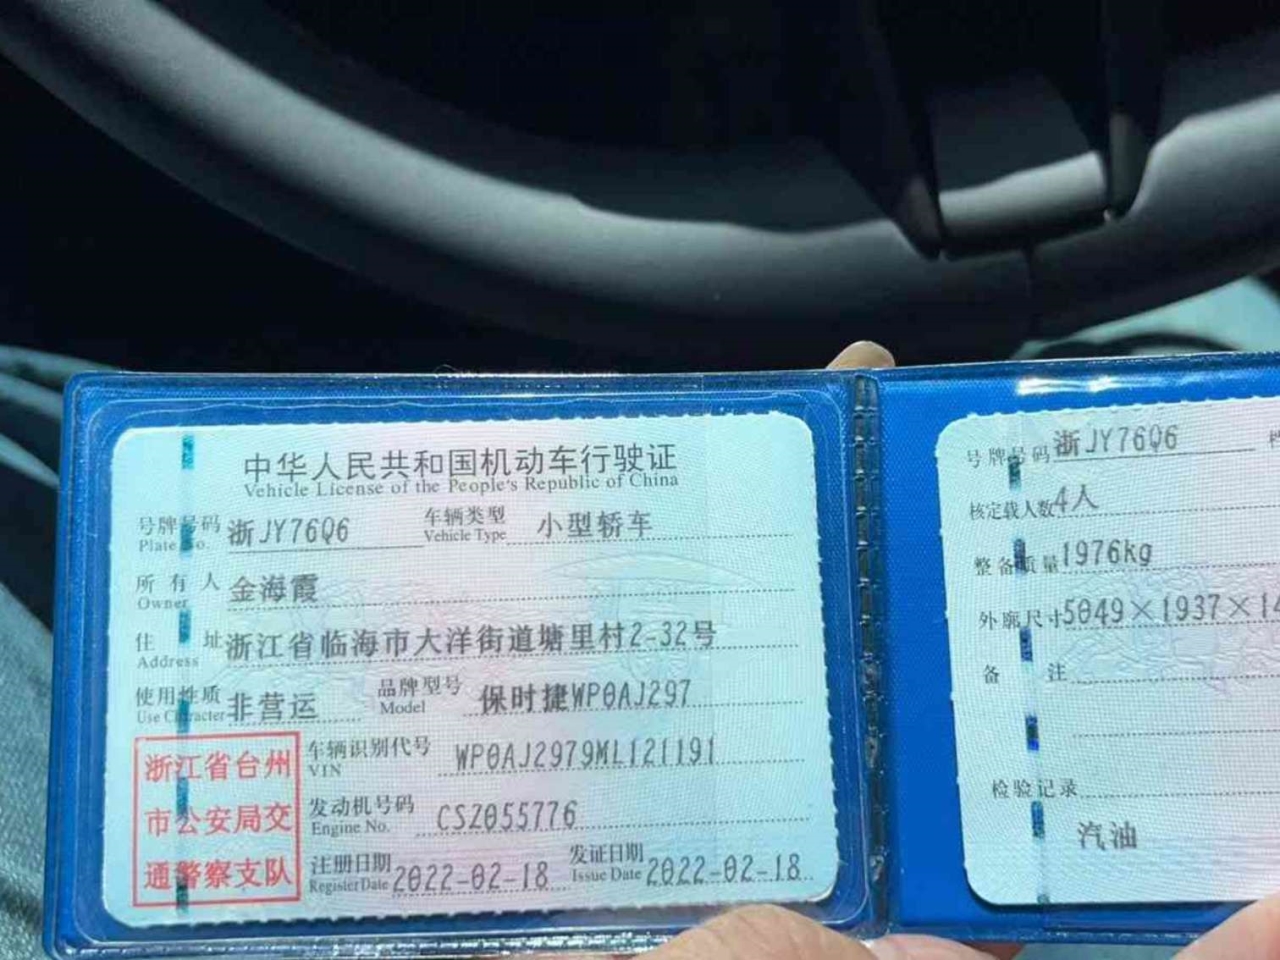 中华人民共和国机动车行驶证
Vehicle License of the People's Republic of China
号牌号码 浙JY76Q6 车辆类型 小型轿车
Plate No. Vehicle Type
所有人 金海霞
Owner
住址 浙江省临海市大洋街道塘里村2-32号
Address
使用性质 非营运 品牌型号 保时捷WP0AJ297
Use Character Model
浙江省台州
市公安局交
通警察支队
车辆识别代号 WP0AJ2979ML121191
VIN
发动机号码 CSZ055776
Engine No.
注册日期 2022-02-18 发证日期 2022-02-18
Register Date Issue Date
号牌号码 浙JY76Q6
核定载人数 4人
整备质量 1976kg
外廓尺寸 5049×1937×14
备注
检验记录
汽油